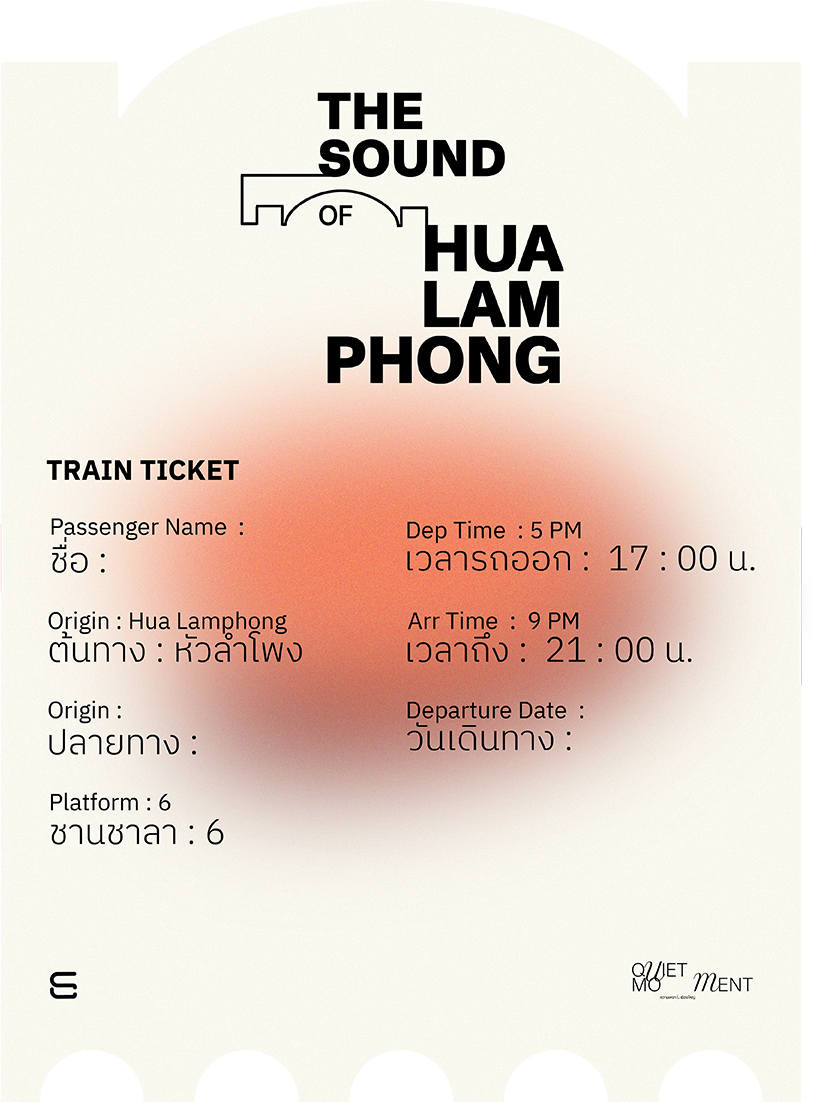 THE
SOUND
OF
HUA
LAM
PHONG
TRAIN TICKET
Passenger Name :
ชื่อ :
Origin : Hua Lamphong
ต้นทาง : หัวลำโพง
Origin :
ปลายทาง :
Platform : 6
ชานชาลา : 6
Dep Time : 5 PM
เวลารถออก : 17 : 00 น.
Arr Time : 9 PM
เวลาถึง : 21 : 00 น.
Departure Date :
วันเดินทาง :
QUIET
MOMENT